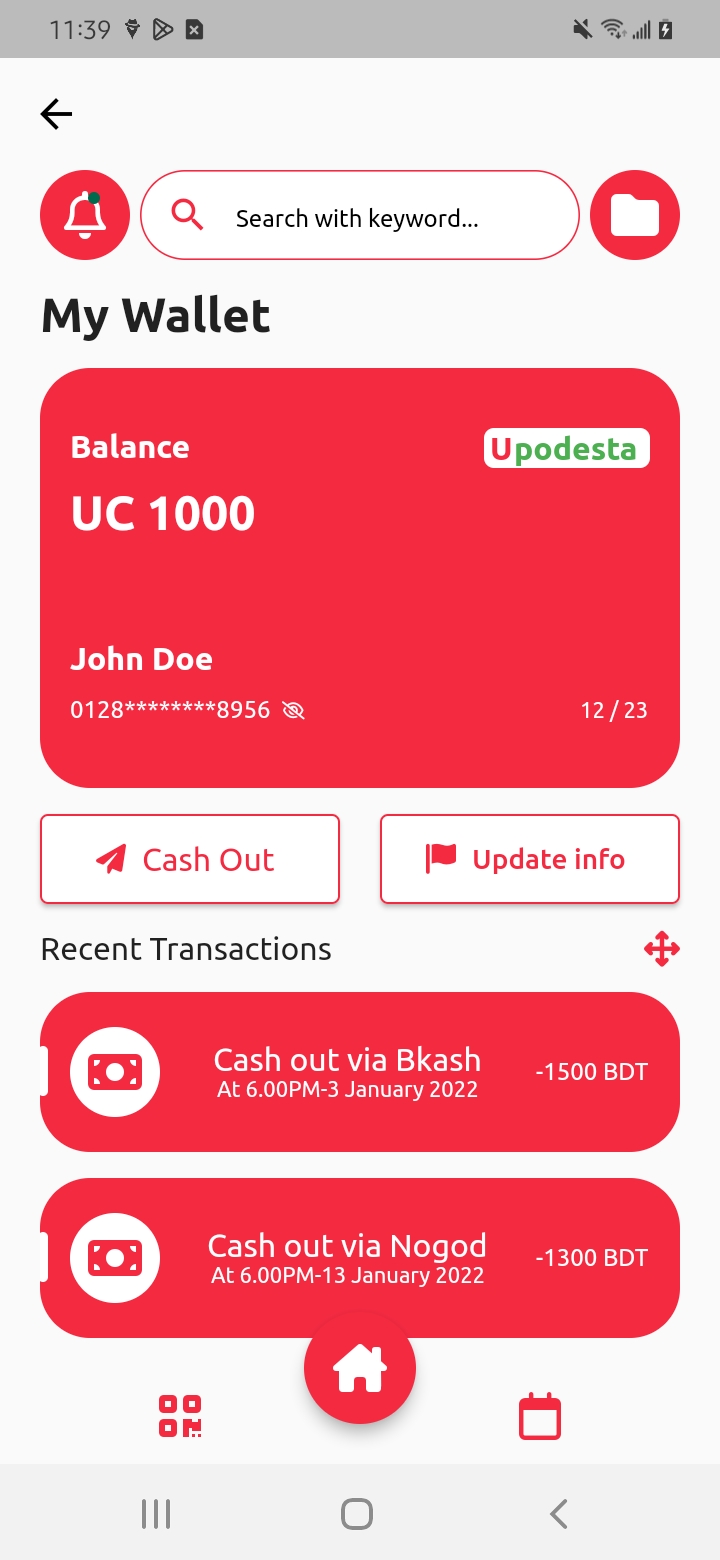 11:39
Search with keyword...
My Wallet
Balance
Upodesta
UC 1000
John Doe
0128********8956
12 / 23
Cash Out
Update info
Recent Transactions
Cash out via Bkash
At 6.00PM-3 January 2022
-1500 BDT
Cash out via Nogod
At 6.00PM-13 January 2022
-1300 BDT